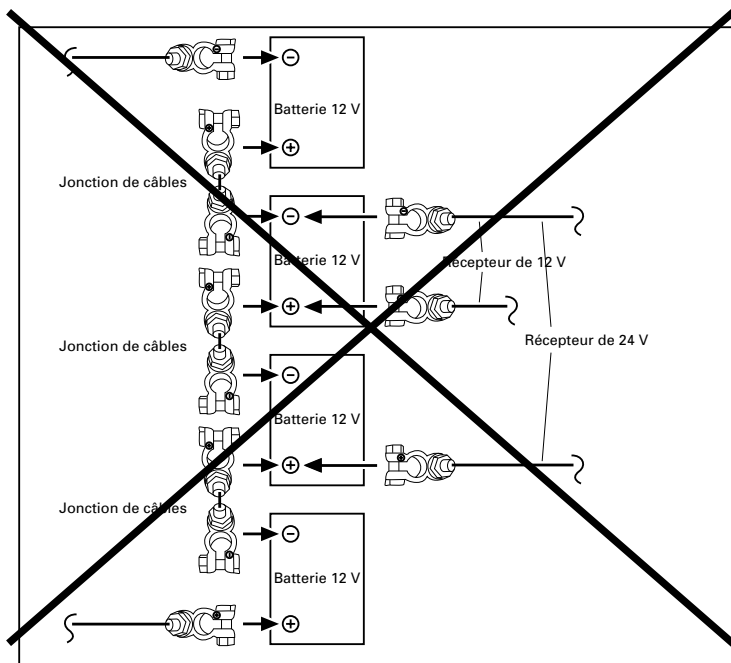 Batterie 12 V
Jonction de câbles
Batterie 12 V
Récepteur de 12 V
Jonction de câbles
Récepteur de 24 V
Batterie 12 V
Jonction de câbles
Batterie 12 V